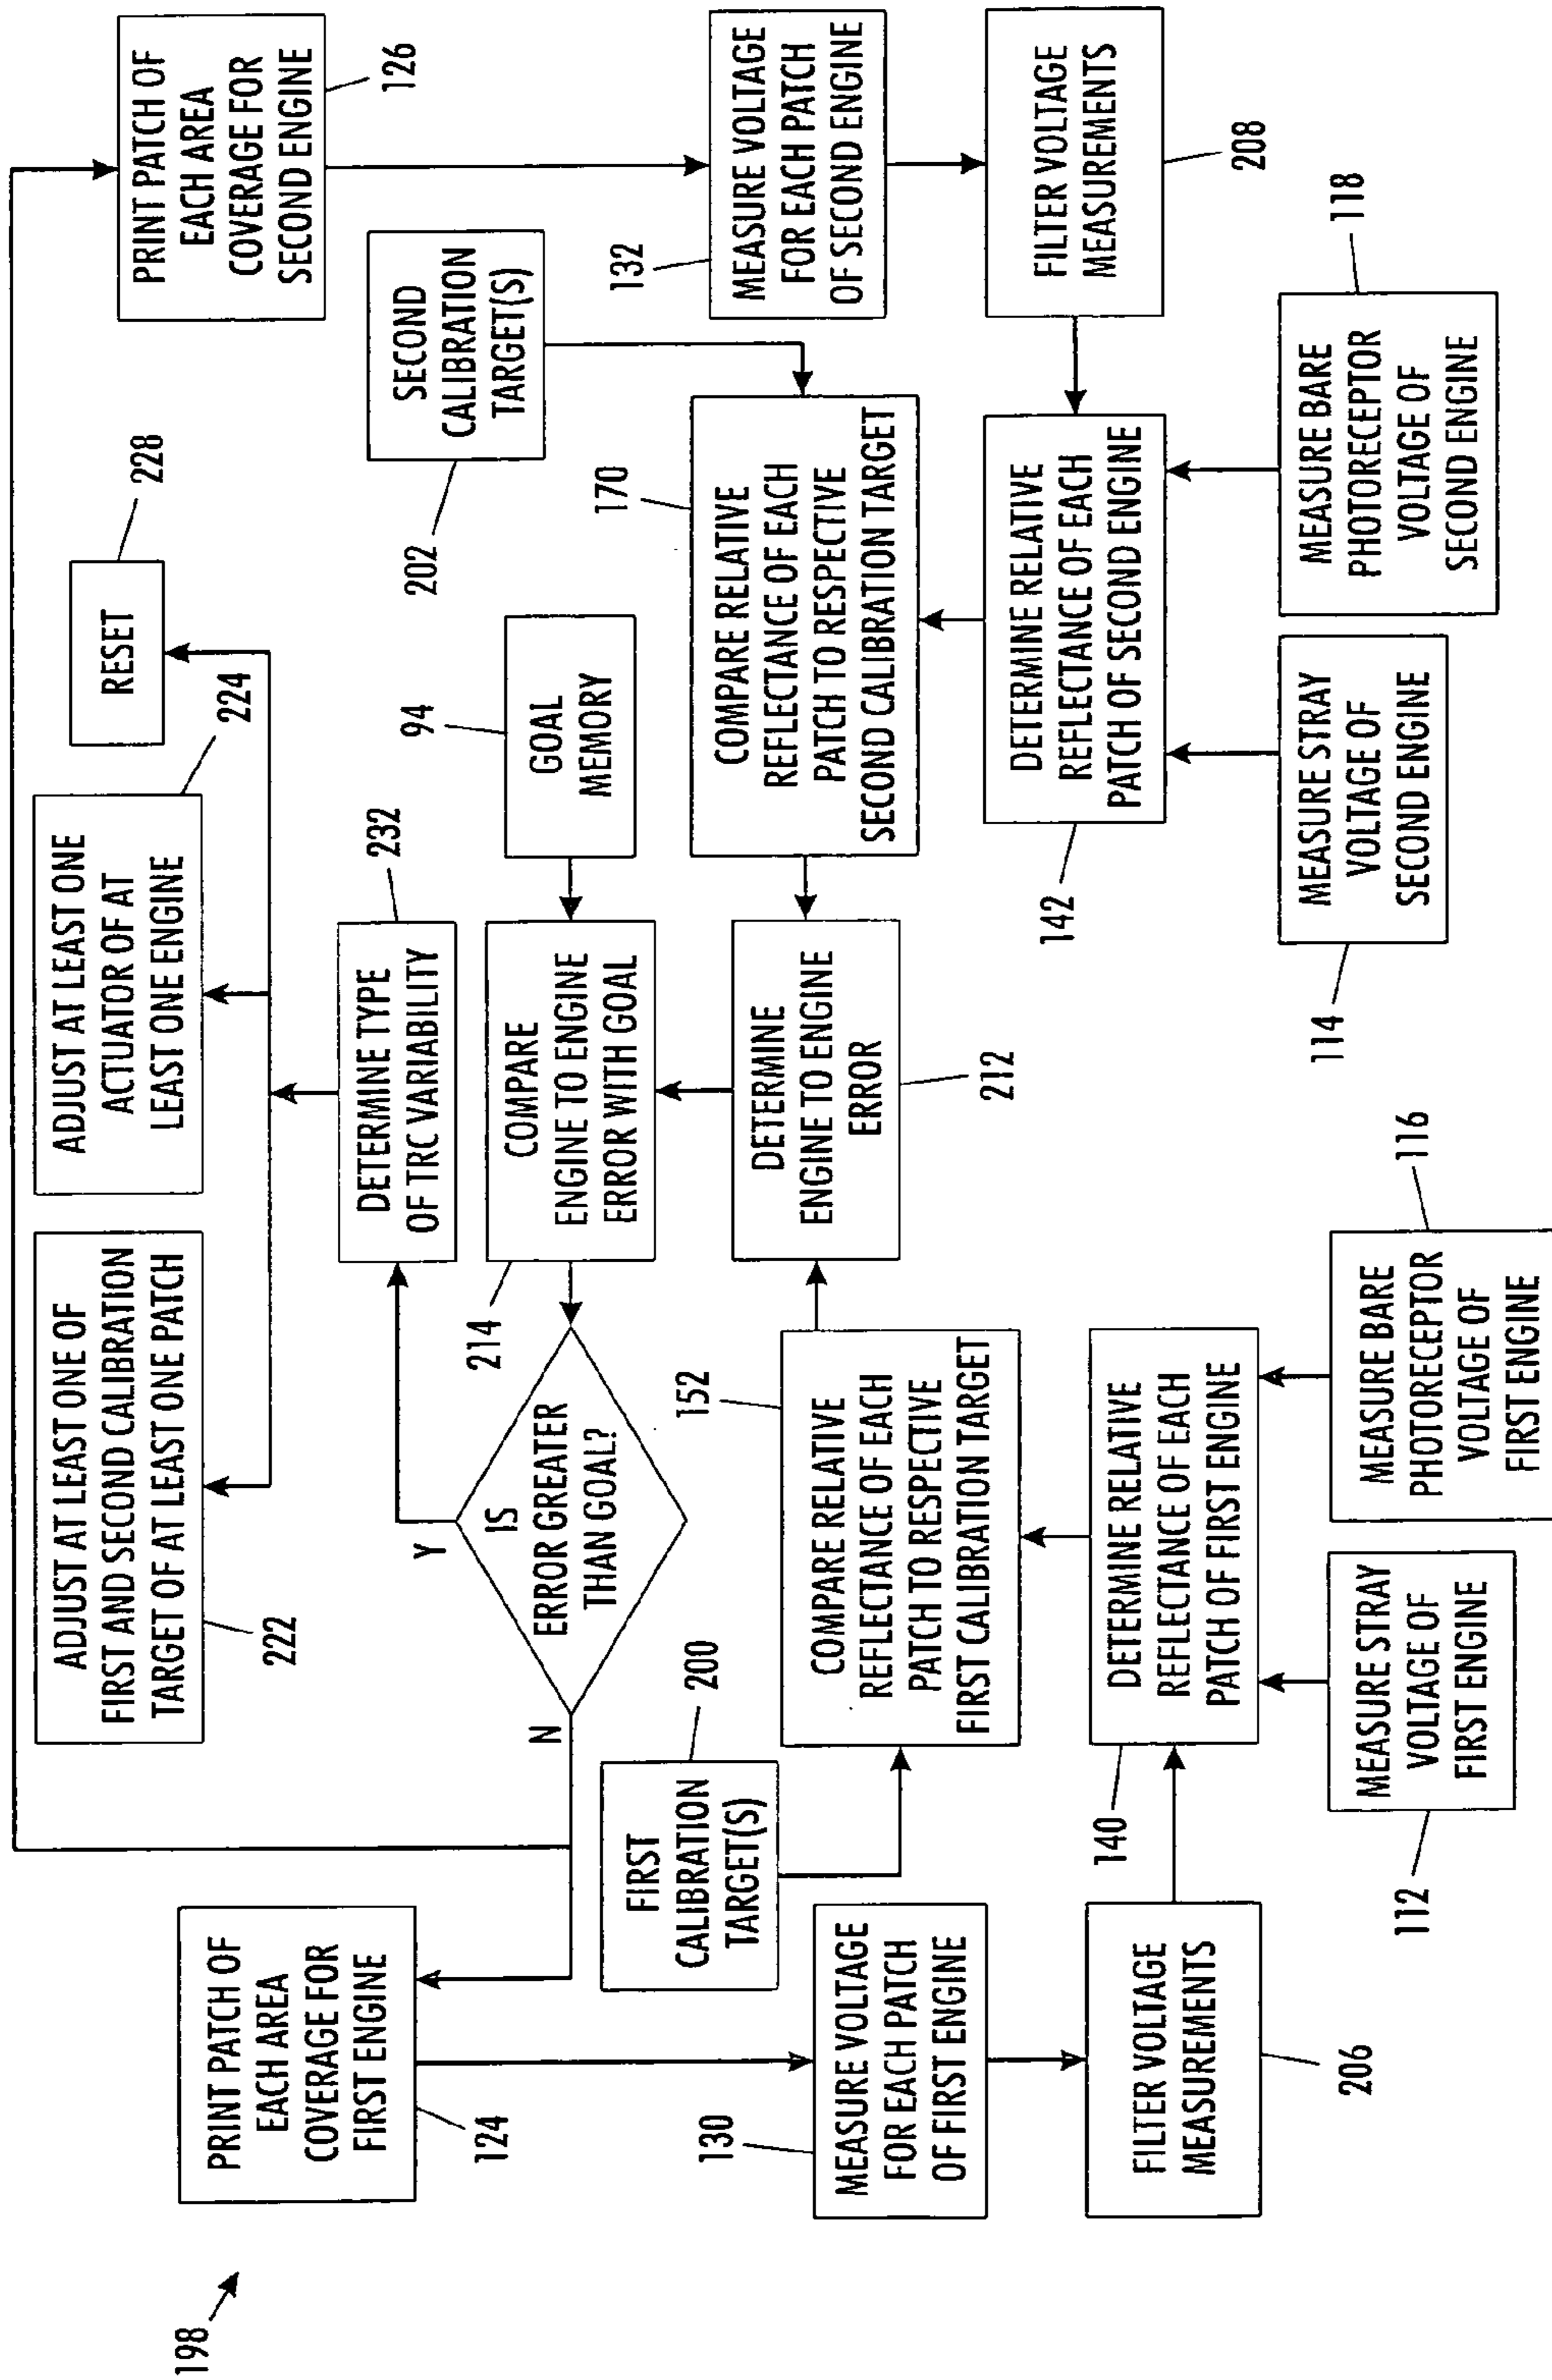 198
PRINT PATCH OF
EACH AREA
COVERAGE FOR
FIRST ENGINE
124
MEASURE VOLTAGE
FOR EACH PATCH
OF FIRST ENGINE
130
FILTER VOLTAGE
MEASUREMENTS
206
FIRST
CALIBRATION
TARGET(S)
200
COMPARE RELATIVE
REFLECTANCE OF EACH
PATCH TO RESPECTIVE
FIRST CALIBRATION TARGET
152
DETERMINE RELATIVE
REFLECTANCE OF EACH
PATCH OF FIRST ENGINE
140
MEASURE STRAY
VOLTAGE OF
FIRST ENGINE
112
MEASURE BARE
PHOTORECEPTOR
VOLTAGE OF
FIRST ENGINE
116
ADJUST AT LEAST ONE OF
FIRST AND SECOND CALIBRATION
TARGET OF AT LEAST ONE PATCH
222
IS
ERROR GREATER
THAN GOAL?
Y
N
ADJUST AT LEAST ONE
ACTUATOR OF AT
LEAST ONE ENGINE
224
RESET
228
DETERMINE TYPE
OF TRC VARIABILITY
232
COMPARE
ENGINE TO ENGINE
ERROR WITH GOAL
214
GOAL
MEMORY
94
DETERMINE
ENGINE TO ENGINE
ERROR
212
SECOND
CALIBRATION
TARGET(S)
202
COMPARE RELATIVE
REFLECTANCE OF EACH
PATCH TO RESPECTIVE
SECOND CALIBRATION TARGET
170
DETERMINE RELATIVE
REFLECTANCE OF EACH
PATCH OF SECOND ENGINE
142
MEASURE STRAY
VOLTAGE OF
SECOND ENGINE
114
MEASURE BARE
PHOTORECEPTOR
VOLTAGE OF
SECOND ENGINE
118
PRINT PATCH OF
EACH AREA
COVERAGE FOR
SECOND ENGINE
126
MEASURE VOLTAGE
FOR EACH PATCH
OF SECOND ENGINE
132
FILTER VOLTAGE
MEASUREMENTS
208